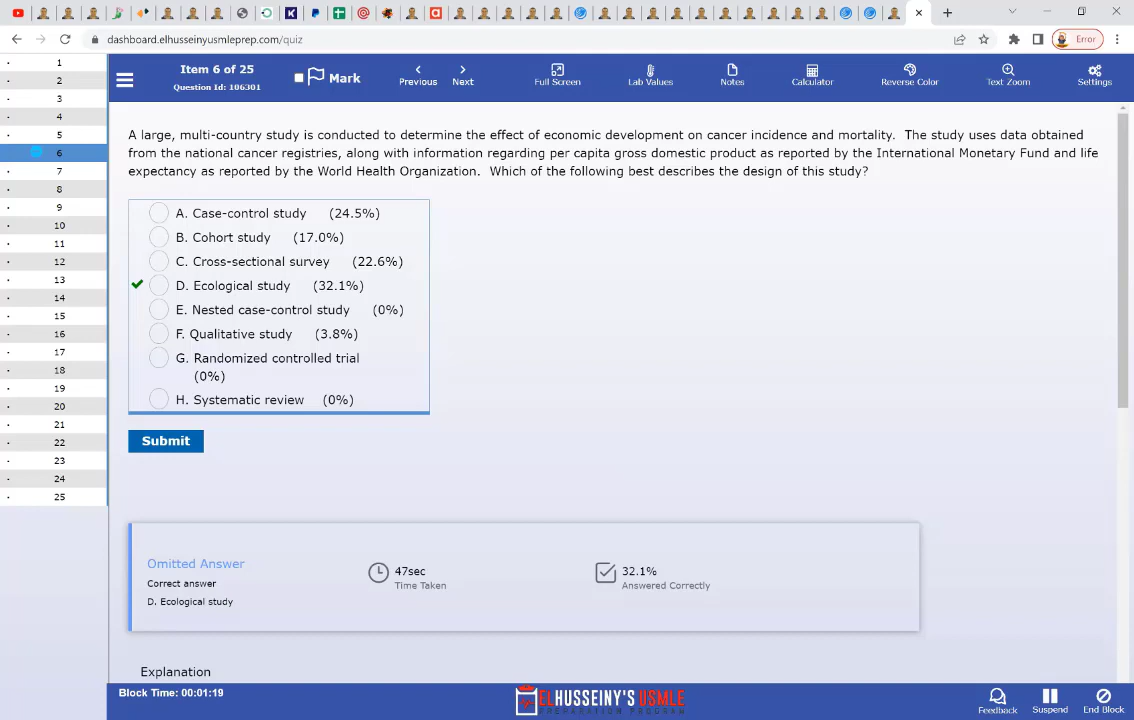 dashboard.elhusseinyusmleprep.com/quiz
Error
Item 6 of 25
Question Id: 106301
Mark
Previous
Next
Full Screen
Lab Values
Notes
Calculator
Reverse Color
Text Zoom
Settings
1
2
3
4
5
6
7
8
9
10
11
12
13
14
15
16
17
18
19
20
21
22
23
24
25
A large, multi-country study is conducted to determine the effect of economic development on cancer incidence and mortality. The study uses data obtained
from the national cancer registries, along with information regarding per capita gross domestic product as reported by the International Monetary Fund and life
expectancy as reported by the World Health Organization. Which of the following best describes the design of this study?
A. Case-control study (24.5%)
B. Cohort study (17.0%)
C. Cross-sectional survey (22.6%)
D. Ecological study (32.1%)
E. Nested case-control study (0%)
F. Qualitative study (3.8%)
G. Randomized controlled trial
(0%)
H. Systematic review (0%)
Submit
Omitted Answer
Correct answer
D. Ecological study
47sec
Time Taken
32.1%
Answered Correctly
Explanation
Block Time: 00:01:19
ELHUSSEINY'S USMLE
PREPARATION PROGRAM
Feedback
Suspend
End Block